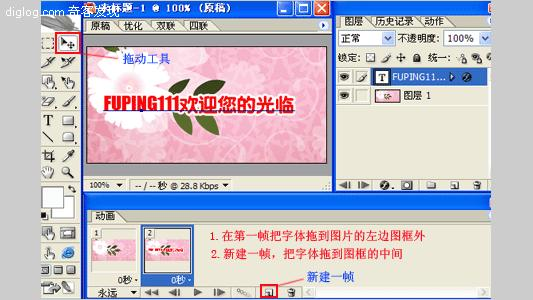 diglog.com 奇客发现
未标题-1 @ 100% （原稿）
原稿 优化 双联 四联
拖动工具
FUPING111欢迎您的光临
100% -- / -- 秒 @ 28.8 Kbps
图层 历史记录 动作
正常 不透明度: 100%
锁定: 统一:
T FUPING111...
图层 1
动画
1 2
1.在第一帧把字体拖到图片的左边图框外
2.新建一帧，把字体拖到图框的中间
新建一帧
0秒 0秒
永远